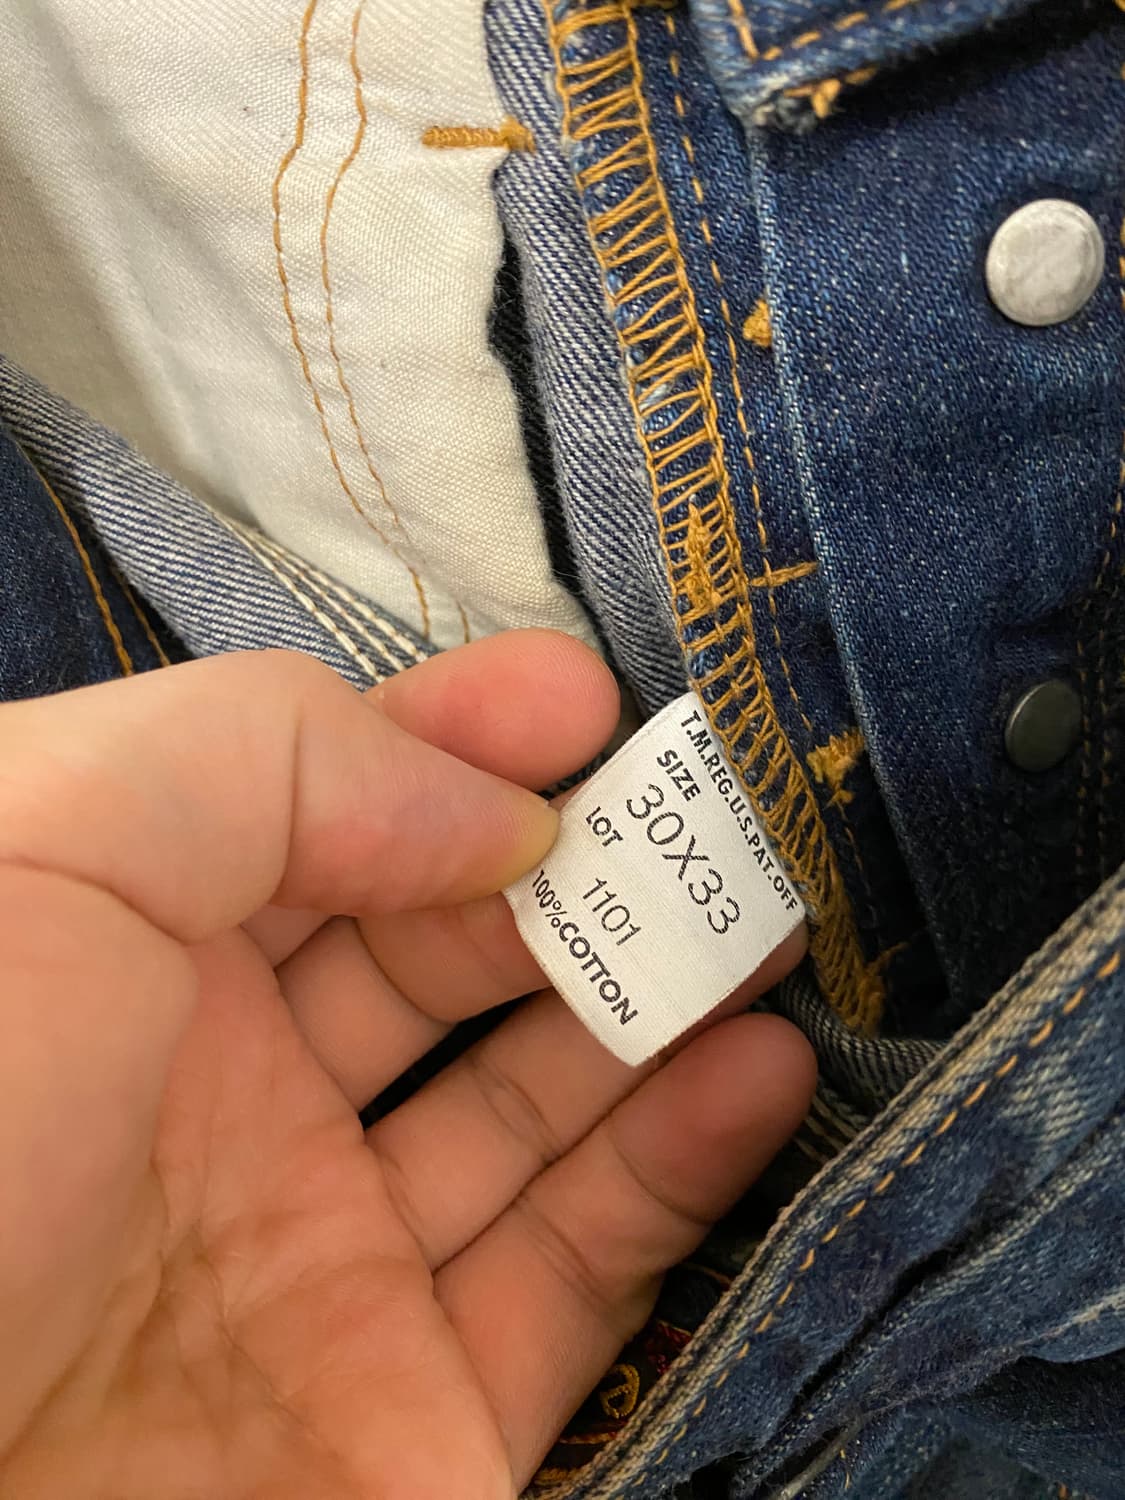 T.M.REG.U.S.PAT.OFF
SIZE
30X33
LOT
1101
100%COTTON